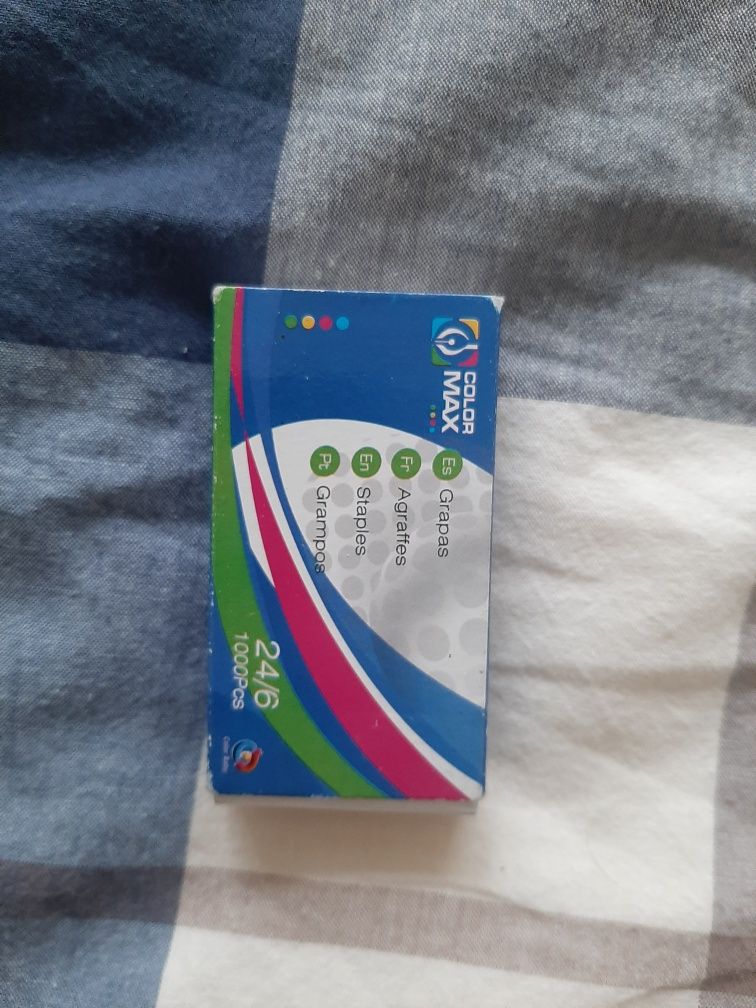 COLOR
MAX
Es Grapas
Fr Agraffes
En Staples
Pt Grampos
24/6
1000Pcs